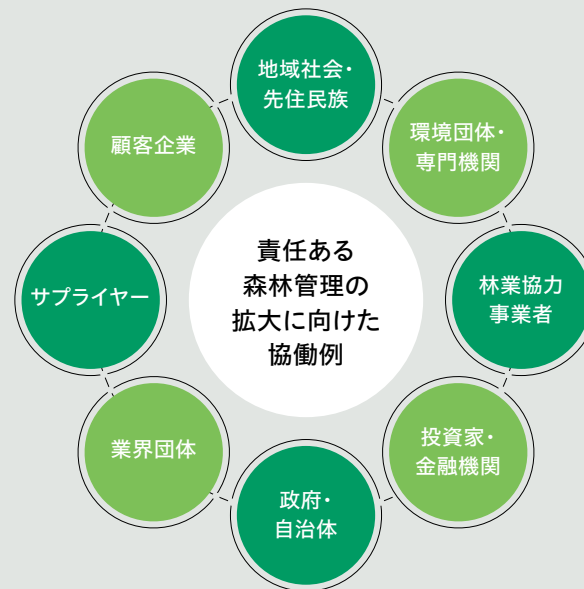 地域社会・
先住民族
環境団体・
専門機関
林業協力
事業者
投資家・
金融機関
政府・
自治体
業界団体
サプライヤー
顧客企業
責任ある
森林管理の
拡大に向けた
協働例